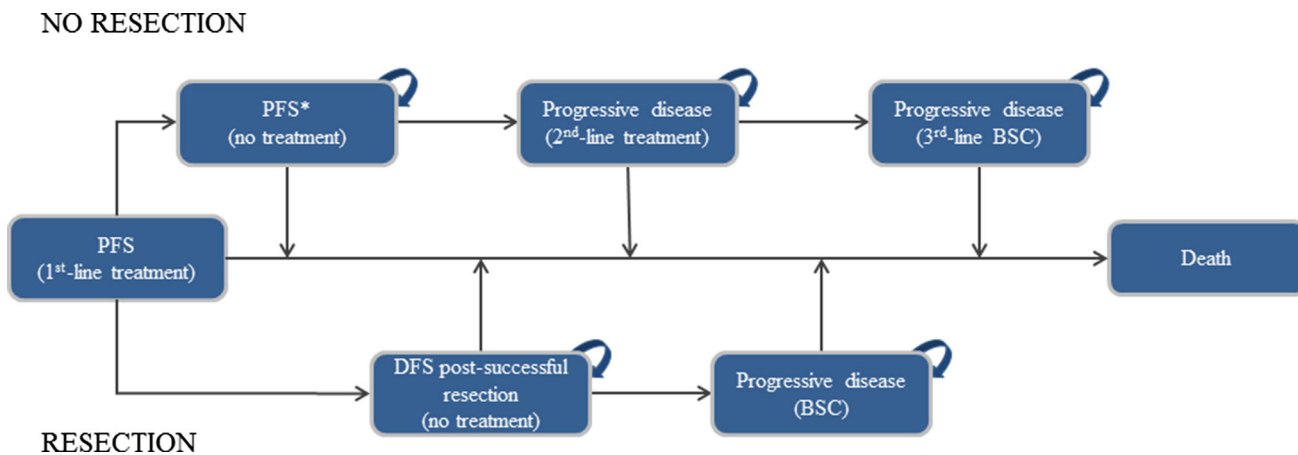 NO RESECTION
PFS*
(no treatment)
Progressive disease
(2nd-line treatment)
Progressive disease
(3rd-line BSC)
PFS
(1st-line treatment)
Death
DFS post-successful
resection
(no treatment)
Progressive disease
(BSC)
RESECTION